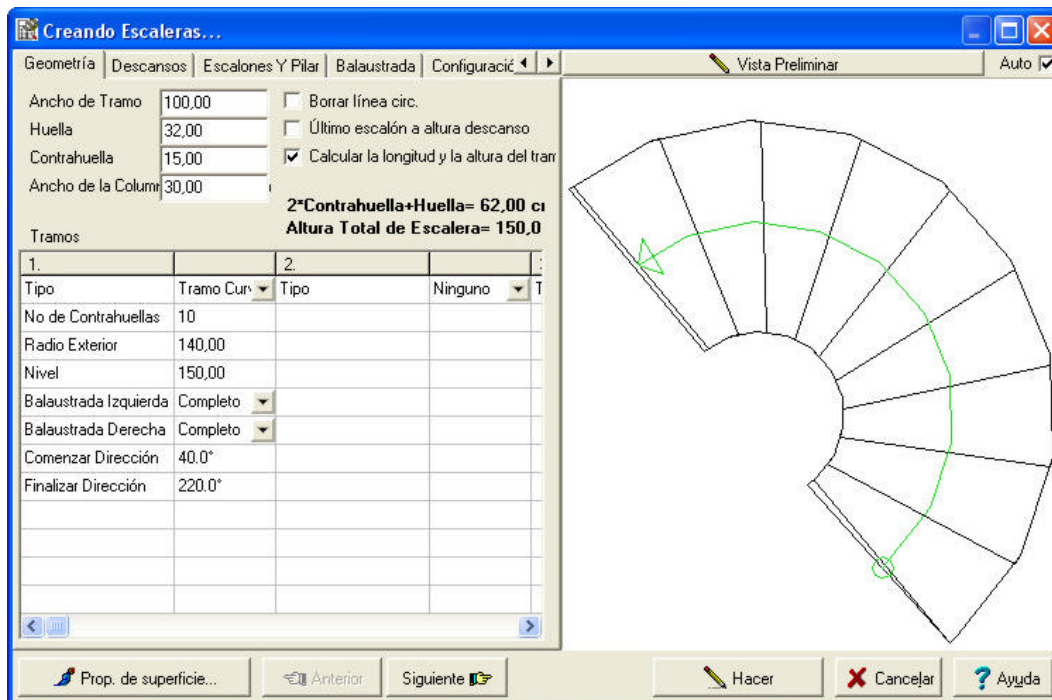 Creando Escaleras...
Geometría Descansos Escalones Y Pilar Balaustrada Configuració
Vista Preliminar Auto
Ancho de Tramo 100,00 Borrar línea circ.
Huella 32,00 Último escalón a altura descanso
Contrahuella 15,00 Calcular la longitud y la altura del tram
Ancho de la Column 30,00
2*Contrahuella+Huella= 62,00 c
Altura Total de Escalera= 150,0
Tramos
1. 2.
Tipo Tramo Cur Tipo Ninguno T
No de Contrahuellas 10
Radio Exterior 140,00
Nivel 150,00
Balaustrada Izquierda Completo
Balaustrada Derecha Completo
Comenzar Dirección 40.0°
Finalizar Dirección 220.0°
Prop. de superficie... Anterior Siguiente Hacer Cancelar Ayuda